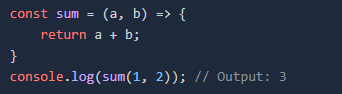 const sum = (a, b) => {
    return a + b;
}
console.log(sum(1, 2)); // Output: 3